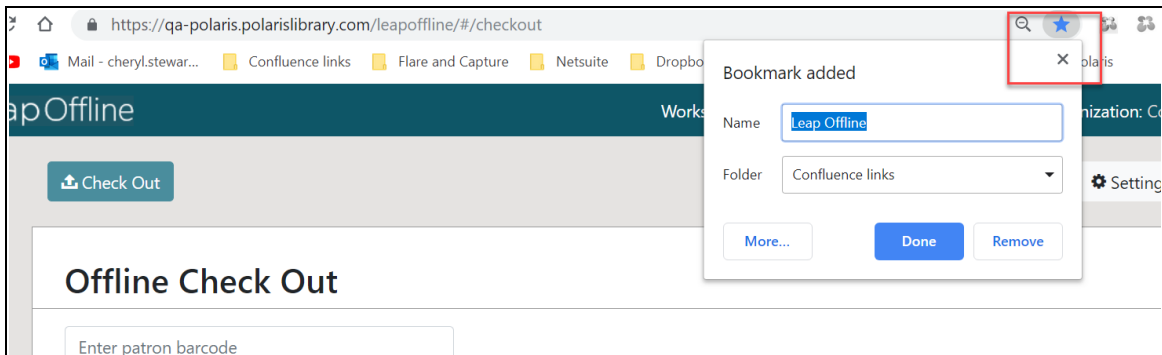 https://qa-polaris.polarislibrary.com/leapoffline/#/checkout
Mail - cheryl.stewar... Confluence links Flare and Capture Netsuite Dropbo olaris
Bookmark added
apOffline
Works
nization: Co
Name Leap Offline
Folder Confluence links
Check Out
Setting
More... Done Remove
Offline Check Out
Enter patron barcode